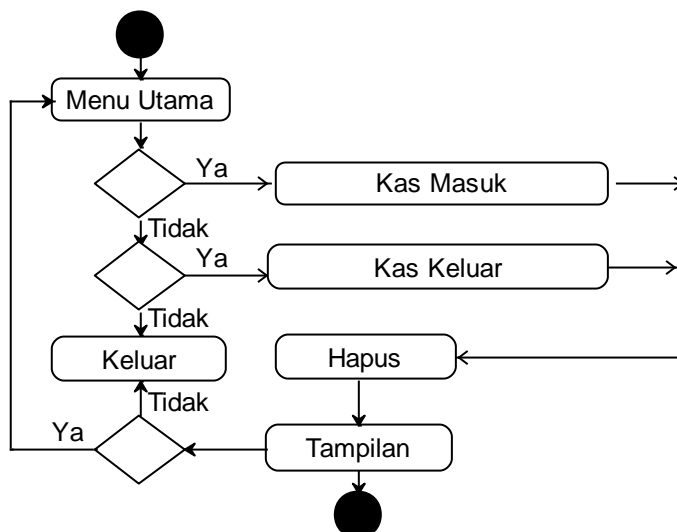 Menu Utama
Ya
Kas Masuk
Tidak
Ya
Kas Keluar
Tidak
Keluar
Hapus
Tidak
Ya
Tampilan